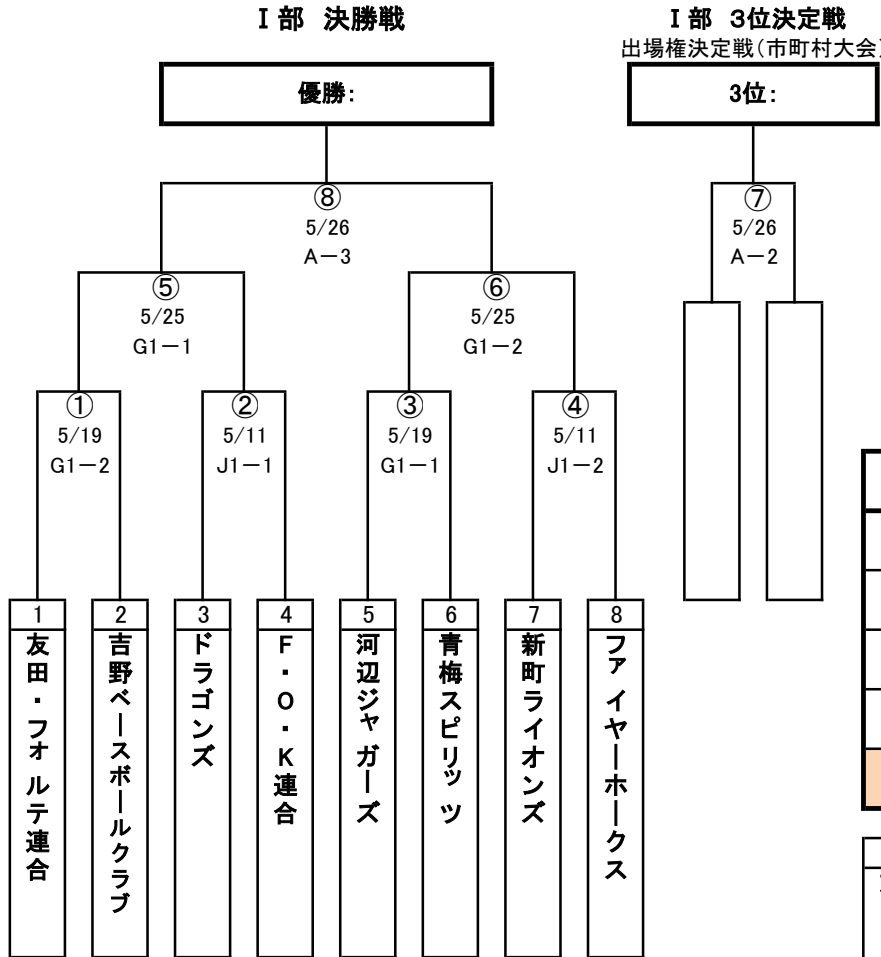 Ⅰ部 決勝戦
Ⅰ部 3位決定戦
出場権決定戦(市町村大会)
優勝:
3位:
⑧
5/26
A-3
⑦
5/26
A-2
⑤
5/25
G1-1
⑥
5/25
G1-2
①
5/19
G1-2
②
5/11
J1-1
③
5/19
G1-1
④
5/11
J1-2
1
友田・フォルテ連合
2
吉野ベースボールクラブ
3
ドラゴンズ
4
F・O・K連合
5
河辺ジャガーズ
6
青梅スピリッツ
7
新町ライオンズ
8
ファイヤーホークス